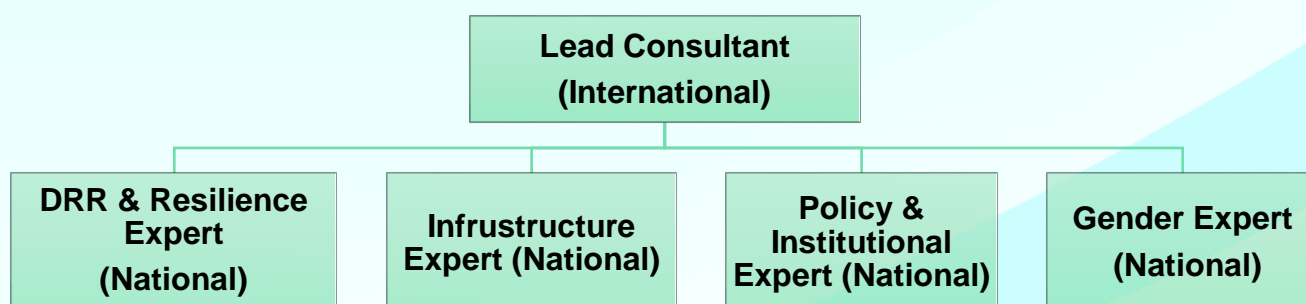 Lead Consultant
(International)
DRR & Resilience
Expert
(National)
Infrustructure
Expert (National)
Policy &
Institutional
Expert (National)
Gender Expert
(National)